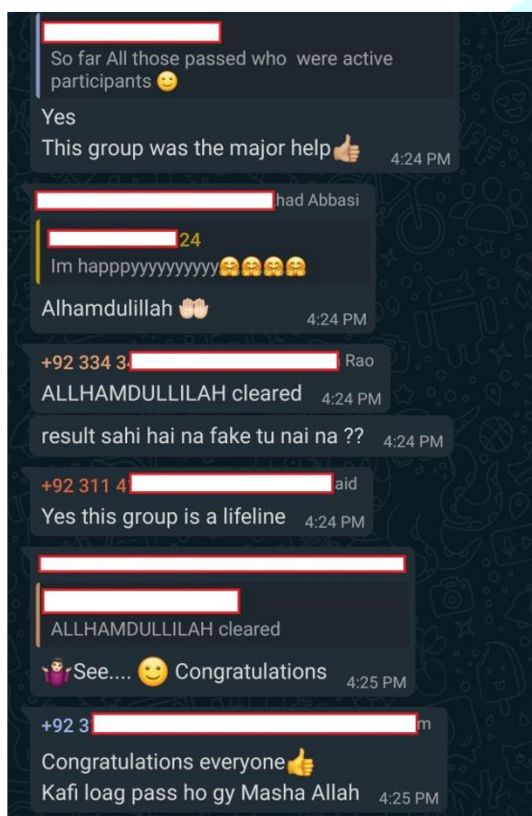 So far All those passed who were active
participants 🙂
Yes
This group was the major help👍🏼
4:24 PM
had Abbasi
24
Im happpyyyyyyyyyy🤗🤗🤗🤗
Alhamdulillah 🤲🏻
4:24 PM
+92 334 3
Rao
ALLHAMDULLILAH cleared 4:24 PM
result sahi hai na fake tu nai na ?? 4:24 PM
+92 311 4
aid
Yes this group is a lifeline 4:24 PM
ALLHAMDULLILAH cleared
🤷🏻‍♀️See.... 🙂 Congratulations
4:25 PM
+92 3
m
Congratulations everyone👍
Kafi loag pass ho gy Masha Allah 4:25 PM